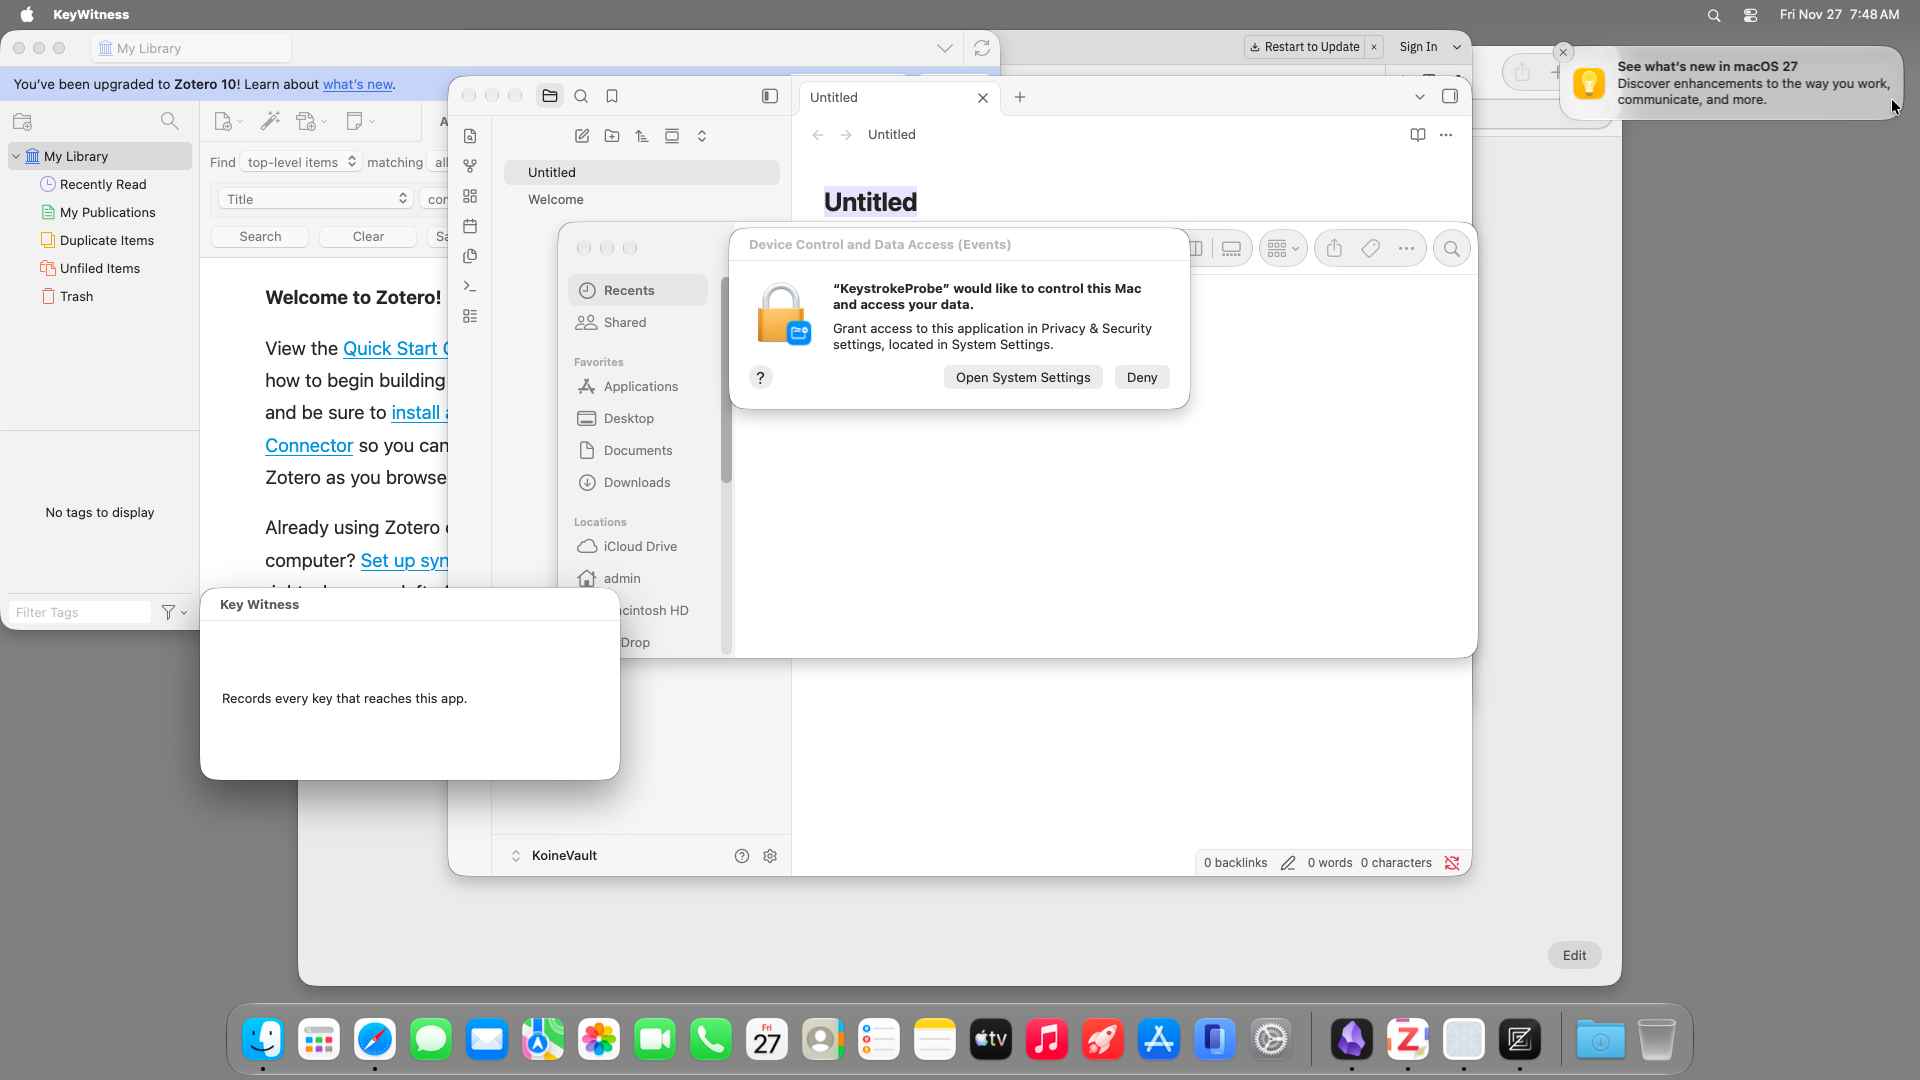 KeyWitness
Fri Nov 27 7:48 AM
My Library
You've been upgraded to Zotero 10! Learn about what's new.
My Library
Recently Read
My Publications
Duplicate Items
Unfiled Items
Trash
No tags to display
Filter Tags
Find top-level items matching all
Title
Search
Clear
Welcome to Zotero!
View the Quick Start
how to begin building
and be sure to install
Connector so you can
Zotero as you browse
Already using Zotero
computer? Set up syn
Restart to Update
Sign In
Untitled
Untitled
Untitled
Welcome
Untitled
KoineVault
0 backlinks
0 words
0 characters
Recents
Shared
Favorites
Applications
Desktop
Documents
Downloads
Locations
iCloud Drive
admin
cintosh HD
Drop
Device Control and Data Access (Events)
“KeystrokeProbe” would like to control this Mac
and access your data.
Grant access to this application in Privacy & Security
settings, located in System Settings.
?
Open System Settings
Deny
Key Witness
Records every key that reaches this app.
See what's new in macOS 27
Discover enhancements to the way you work,
communicate, and more.
Edit
Fri
27
tv